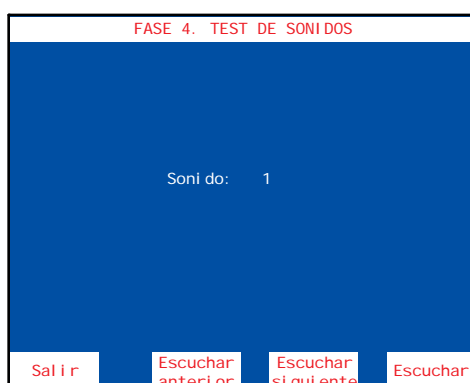 FASE 4. TEST DE SONIDOS
Sonido: 1
Salir
Escuchar anterior
Escuchar siguiente
Escuchar